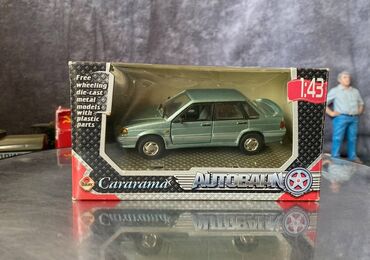 Free
wheeling
die-cast
metal
models
with
plastic
parts
1:43
Cararama
AUTOBAHN